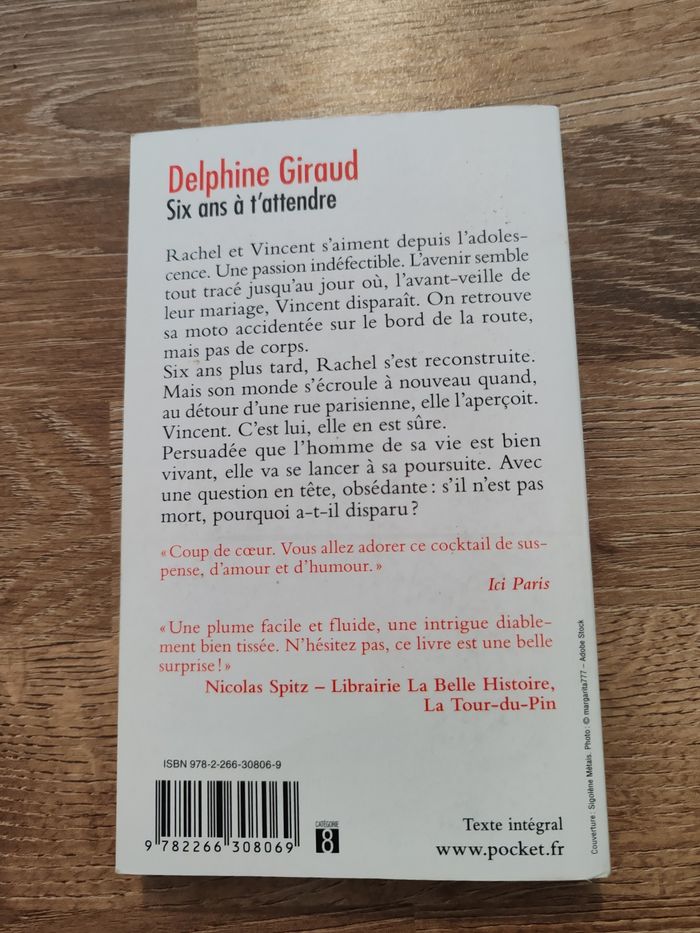 Delphine Giraud
Six ans à t'attendre
Rachel et Vincent s'aiment depuis l'adoles-
cence. Une passion indéfectible. L'avenir semble
tout tracé jusqu'au jour où, l'avant-veille de
leur mariage, Vincent disparaît. On retrouve
sa moto accidentée sur le bord de la route,
mais pas de corps.
Six ans plus tard, Rachel s'est reconstruite.
Mais son monde s'écroule à nouveau quand,
au détour d'une rue parisienne, elle l'aperçoit.
Vincent. C'est lui, elle en est sûre.
Persuadée que l'homme de sa vie est bien
vivant, elle va se lancer à sa poursuite. Avec
une question en tête, obsédante : s'il n'est pas
mort, pourquoi a-t-il disparu ?
« Coup de cœur. Vous allez adorer ce cocktail de sus-
pense, d'amour et d'humour. »
Ici Paris
« Une plume facile et fluide, une intrigue diable-
ment bien tissée. N'hésitez pas, ce livre est une belle
surprise ! »
Nicolas Spitz – Librairie La Belle Histoire,
La Tour-du-Pin
ISBN 978-2-266-30806-9
9 782266 308069
CATÉGORIE
8
Texte intégral
www.pocket.fr
Couverture : Sigolène Métais. Photo : © margarita777 – Adobe Stock